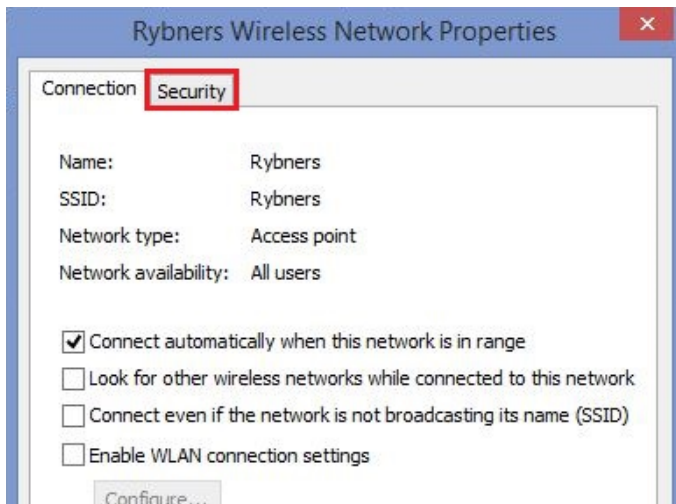 Rybners Wireless Network Properties
Connection Security
Name: Rybners
SSID: Rybners
Network type: Access point
Network availability: All users
Connect automatically when this network is in range
Look for other wireless networks while connected to this network
Connect even if the network is not broadcasting its name (SSID)
Enable WLAN connection settings
Configure...